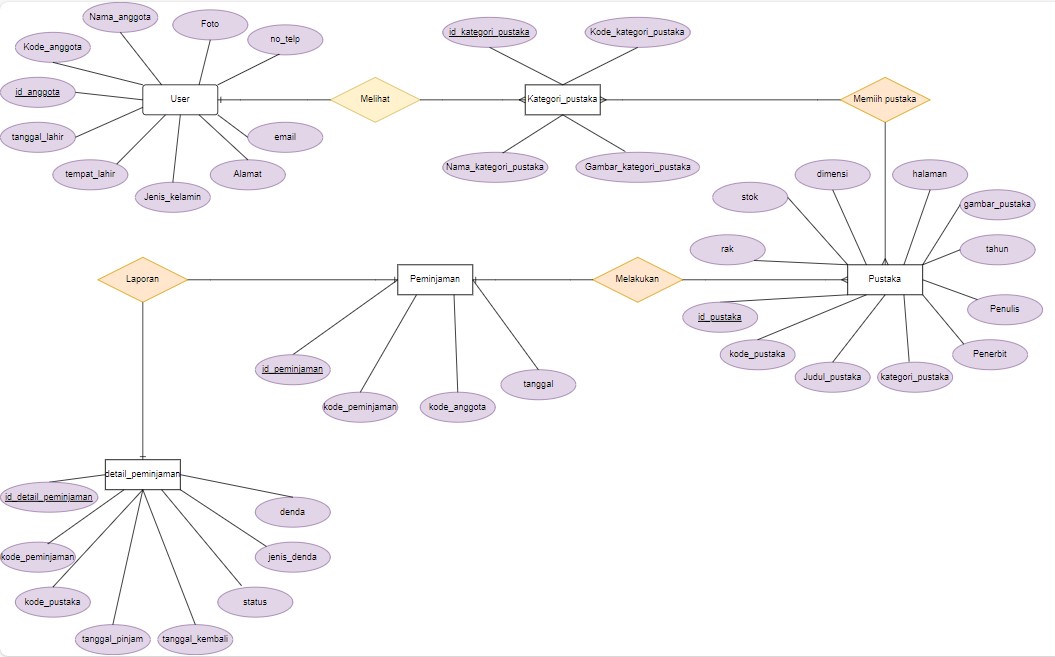 Nama_anggota
Foto
no_telp
Kode_anggota
id_anggota
User
tanggal_lahir
tempat_lahir
Jenis_kelamin
Alamat
email
Melihat
id_kategori_pustaka
Kode_kategori_pustaka
Kategori_pustaka
Nama_kategori_pustaka
Gambar_kategori_pustaka
Memiih pustaka
stok
dimensi
halaman
gambar_pustaka
rak
tahun
Pustaka
id_pustaka
Penulis
kode_pustaka
Penerbit
Judul_pustaka
kategori_pustaka
Melakukan
Peminjaman
Laporan
id_peminjaman
kode_peminjaman
kode_anggota
tanggal
detail_peminjaman
id_detail_peminjaman
denda
kode_peminjaman
jenis_denda
kode_pustaka
status
tanggal_pinjam
tanggal_kembali